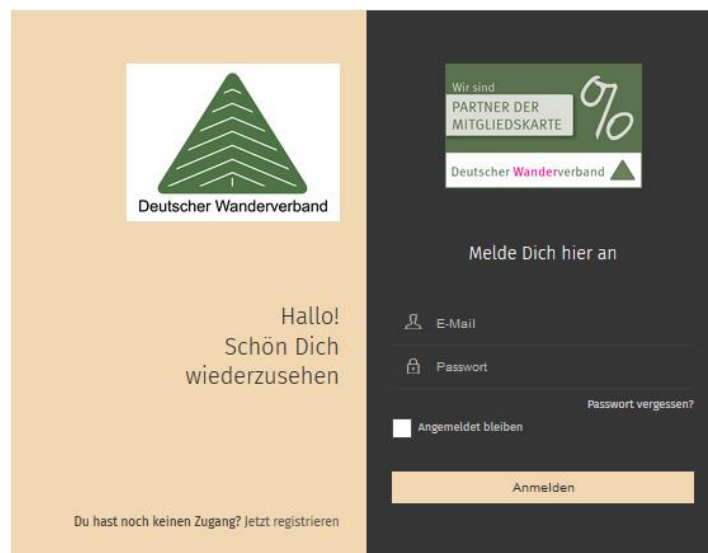 Deutscher Wanderverband
Hallo!
Schön Dich
wiederzusehen
Du hast noch keinen Zugang? Jetzt registrieren
Wir sind
PARTNER DER
MITGLIEDSKARTE
%
Deutscher Wanderverband
Melde Dich hier an
E-Mail
Passwort
Passwort vergessen?
Angemeldet bleiben
Anmelden